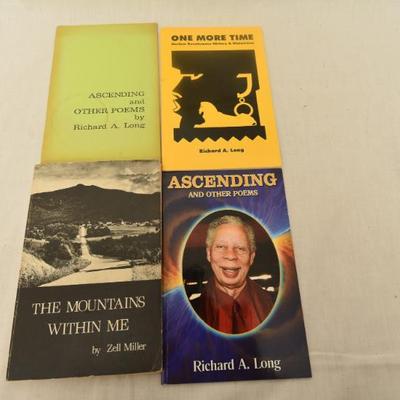 ASCENDING
and
OTHER POEMS
by
Richard A. Long
ONE MORE TIME
Harlem Renaissance History & Historicism
Richard A. Long
THE MOUNTAINS
WITHIN ME
by Zell Miller
ASCENDING
AND OTHER POEMS
Richard A. Long